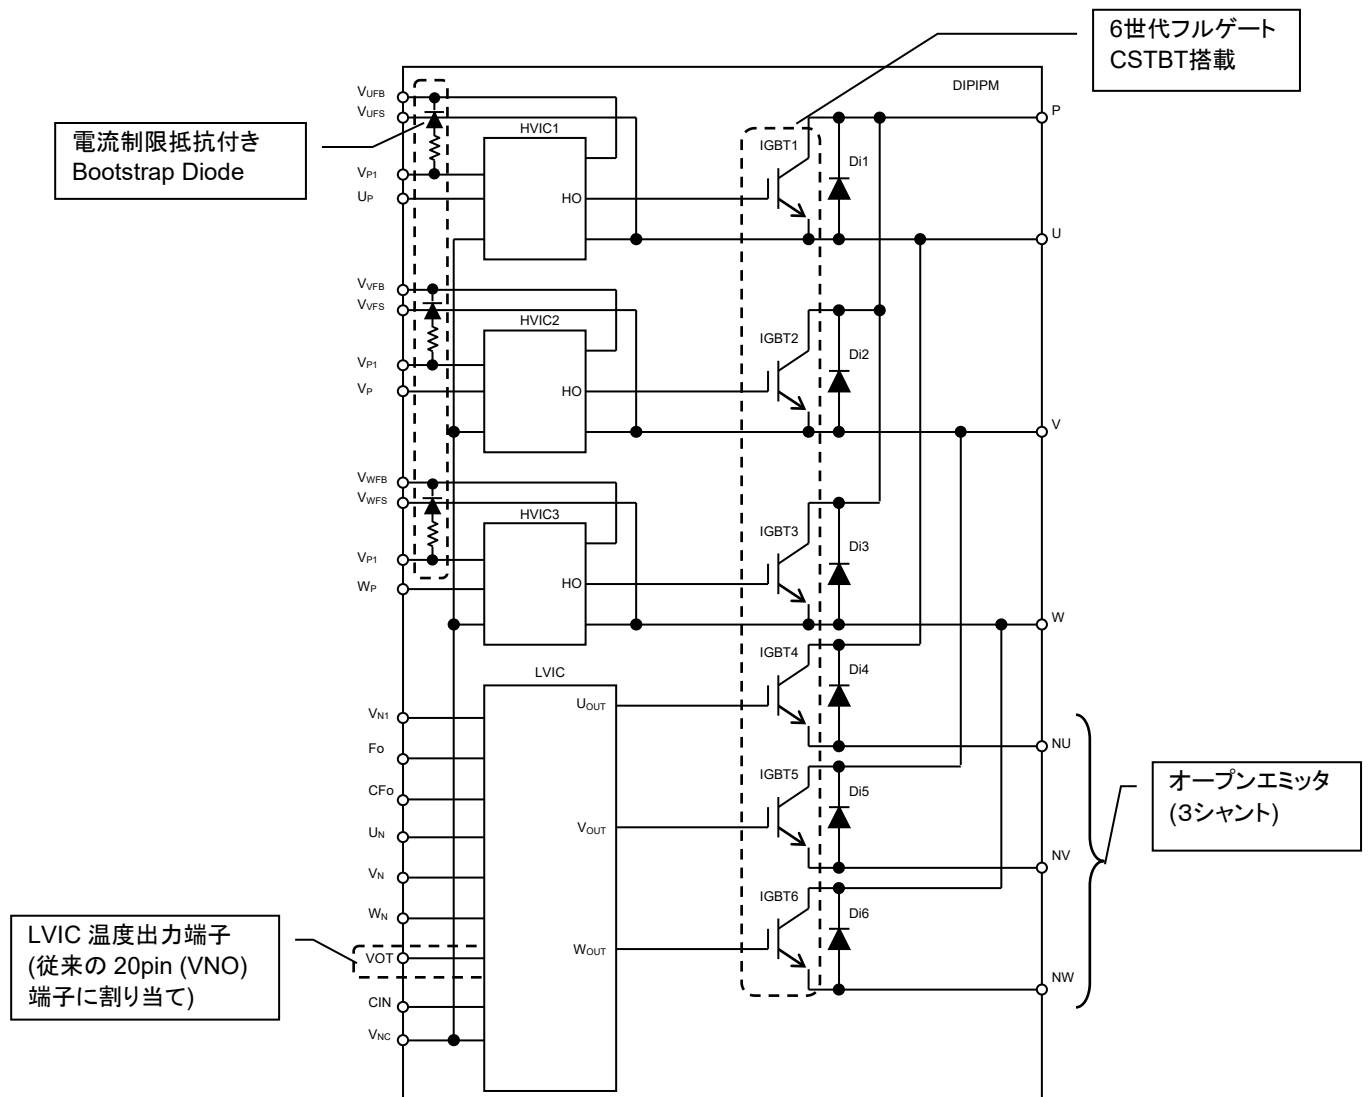 6世代フルゲート
CSTBT搭載
DIPIPM
電流制限抵抗付き
Bootstrap Diode
VUFB
VUFS
VP1
UP
HVIC1
HO
IGBT1
Di1
P
U
VVFB
VVFS
VP1
VP
HVIC2
HO
IGBT2
Di2
V
VWFB
VWFS
VP1
WP
HVIC3
HO
IGBT3
Di3
W
LVIC
UOUT
VOUT
WOUT
IGBT4
Di4
NU
IGBT5
Di5
NV
IGBT6
Di6
NW
VN1
Fo
CFo
UN
VN
WN
VOT
CIN
VNC
オープンエミッタ
(3シャント)
LVIC 温度出力端子
(従来の 20pin (VNO)
端子に割り当て)